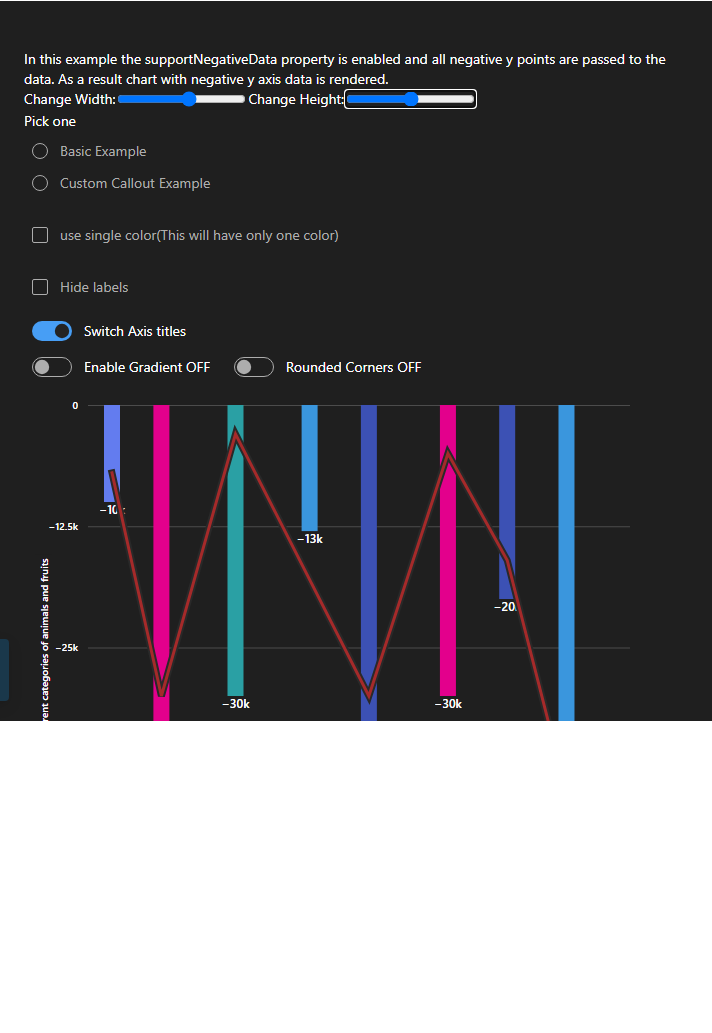 In this example the supportNegativeData property is enabled and all negative y points are passed to the
data. As a result chart with negative y axis data is rendered.
Change Width: Change Height:
Pick one
Basic Example
Custom Callout Example
use single color(This will have only one color)
Hide labels
Switch Axis titles
Enable Gradient OFF Rounded Corners OFF
0
−10k
−12.5k
−13k
−20
−25k
−30k −30k
rent categories of animals and fruits